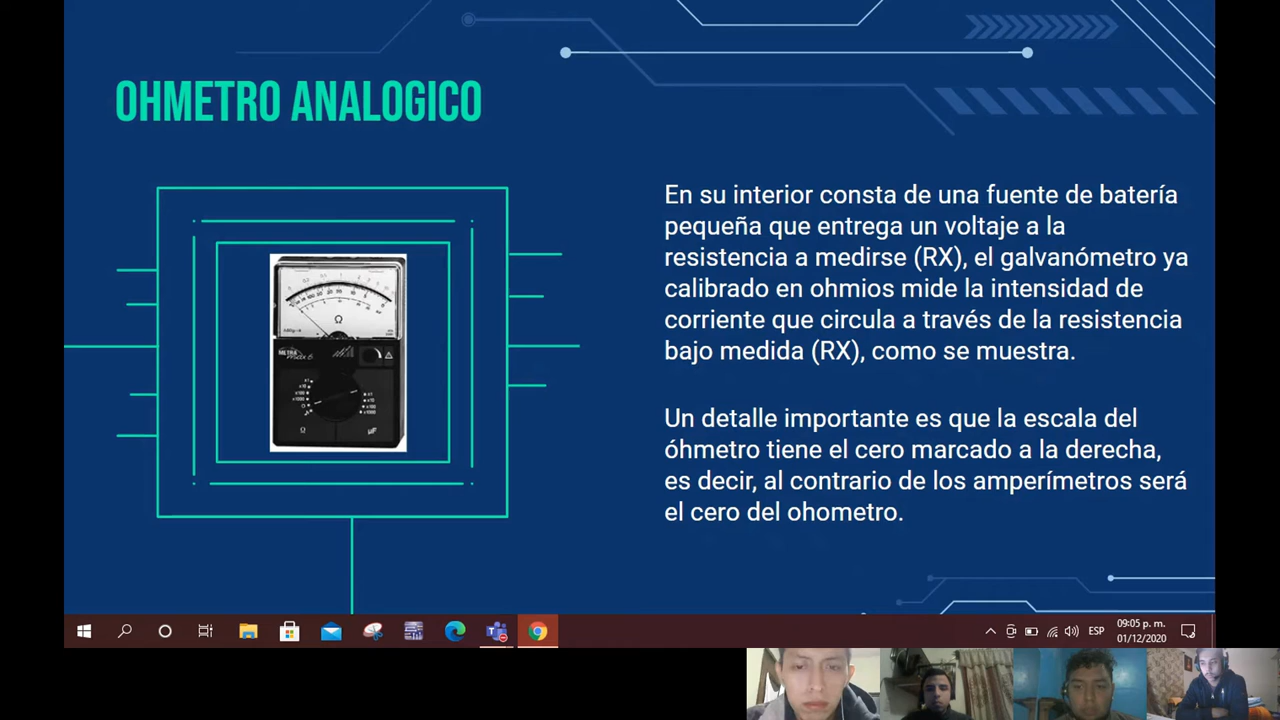 OHMETRO ANALOGICO
En su interior consta de una fuente de batería
pequeña que entrega un voltaje a la
resistencia a medirse (RX), el galvanómetro ya
calibrado en ohmios mide la intensidad de
corriente que circula a través de la resistencia
bajo medida (RX), como se muestra.
Un detalle importante es que la escala del
óhmetro tiene el cero marcado a la derecha,
es decir, al contrario de los amperímetros será
el cero del ohometro.
Ω
METRA
Ω
µF
ESP
09:05 p. m.
01/12/2020